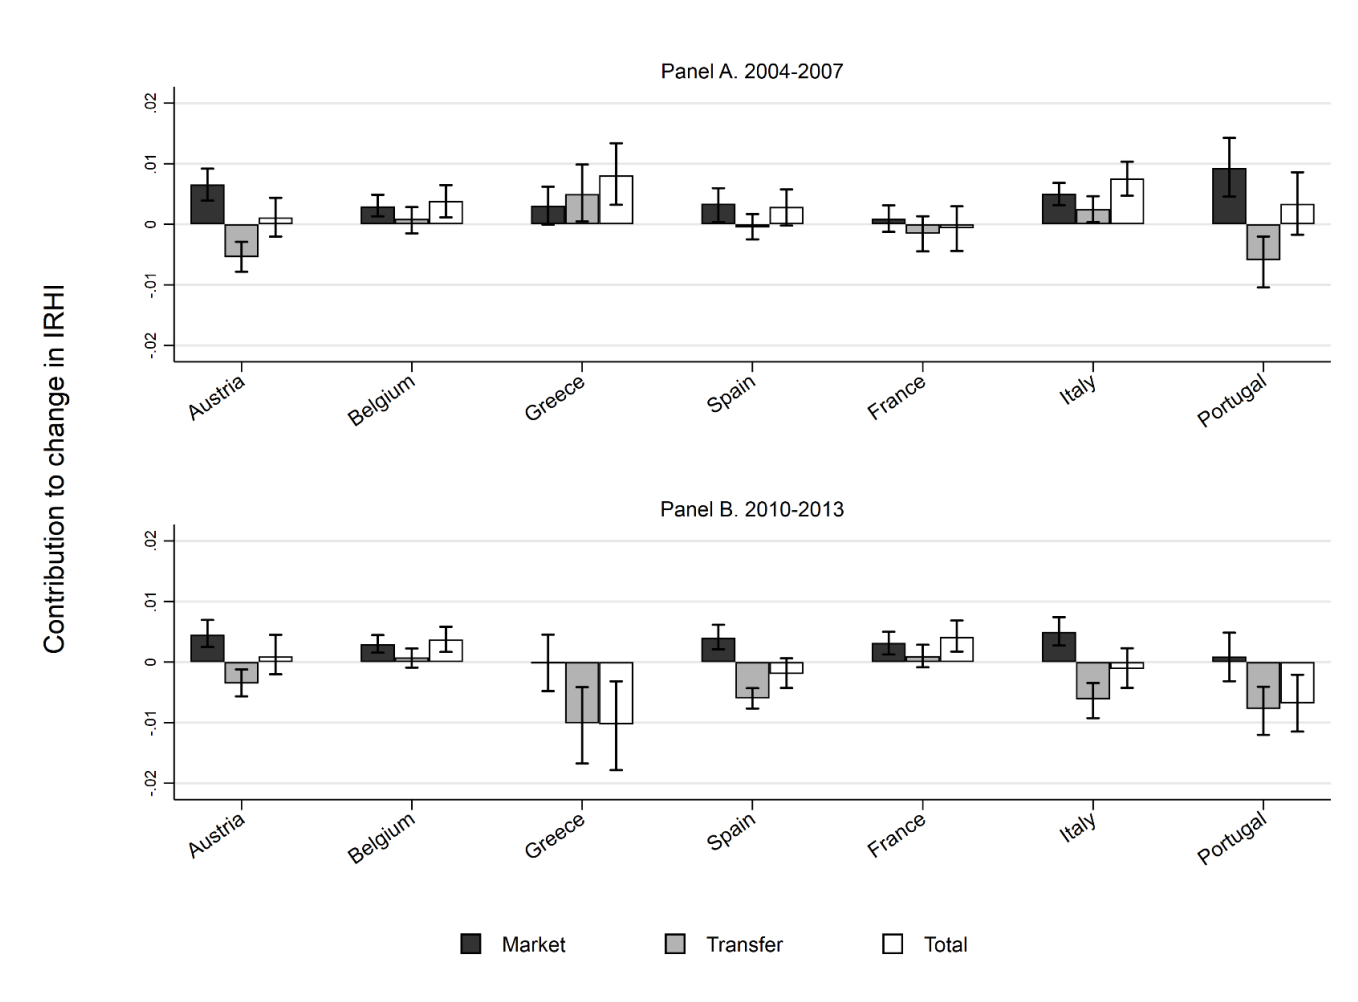 Panel A. 2004-2007
.02
.01
0
-.01
-.02
Austria
Belgium
Greece
Spain
France
Italy
Portugal
Contribution to change in IRHI
Panel B. 2010-2013
.02
.01
0
-.01
-.02
Austria
Belgium
Greece
Spain
France
Italy
Portugal
Market Transfer Total